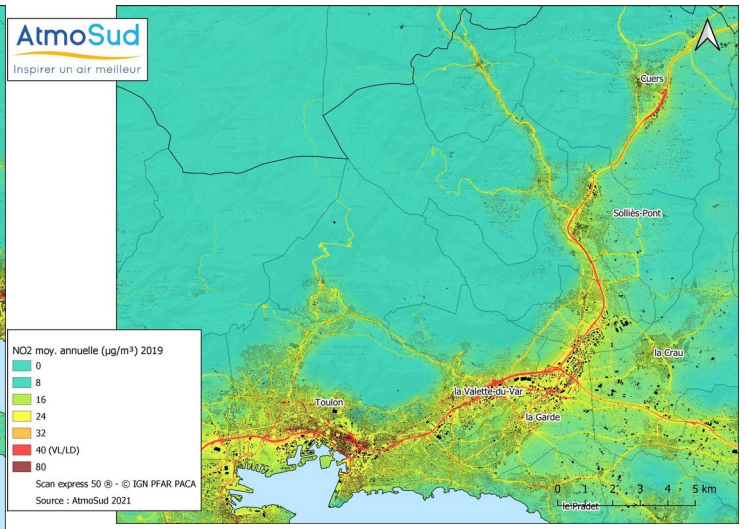 AtmoSud
Inspirer un air meilleur
Cuers
Solliès-Pont
la Crau
la Valette-du-Var
Toulon
la Garde
le Pradet
0 1 2 3 4 5 km
NO2 moy. annuelle (µg/m³) 2019
0
8
16
24
32
40 (VL/LD)
80
Scan express 50 ® - © IGN PFAR PACA
Source : AtmoSud 2021